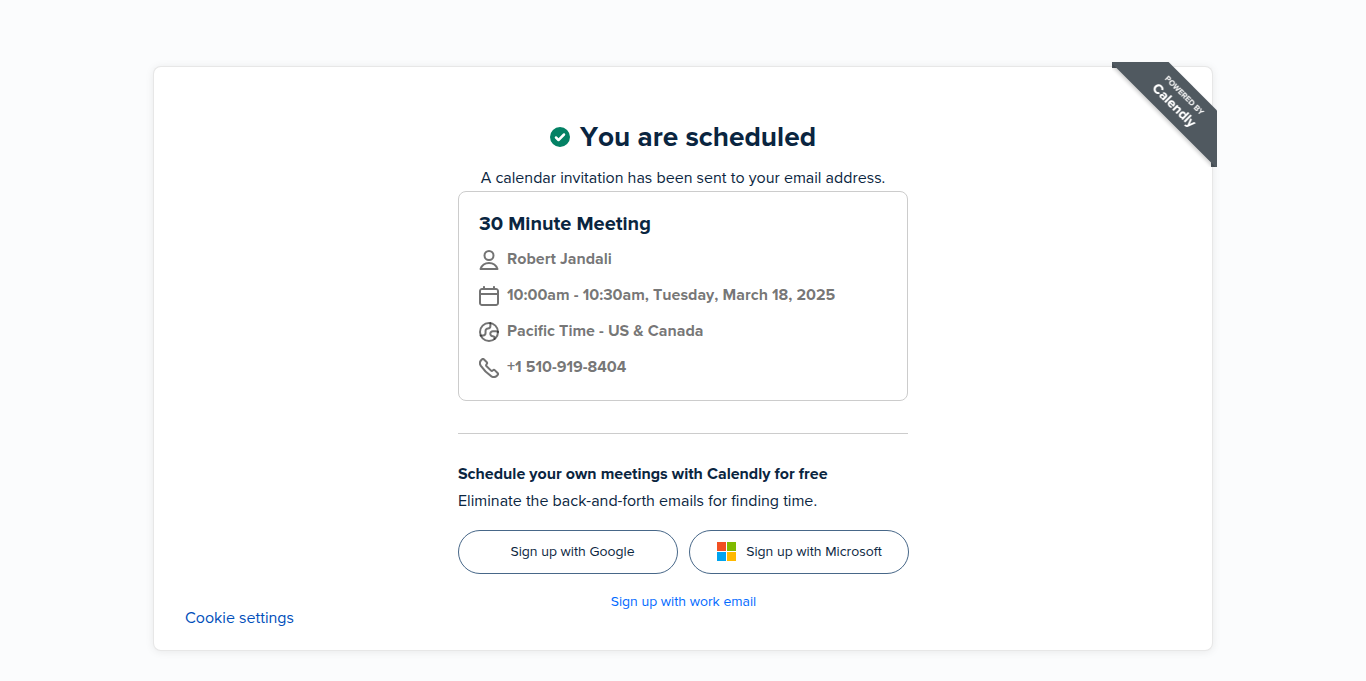 POWERED BY
Calendly
You are scheduled
A calendar invitation has been sent to your email address.
30 Minute Meeting
Robert Jandali
10:00am - 10:30am, Tuesday, March 18, 2025
Pacific Time - US & Canada
+1 510-919-8404
Schedule your own meetings with Calendly for free
Eliminate the back-and-forth emails for finding time.
Sign up with Google
Sign up with Microsoft
Sign up with work email
Cookie settings